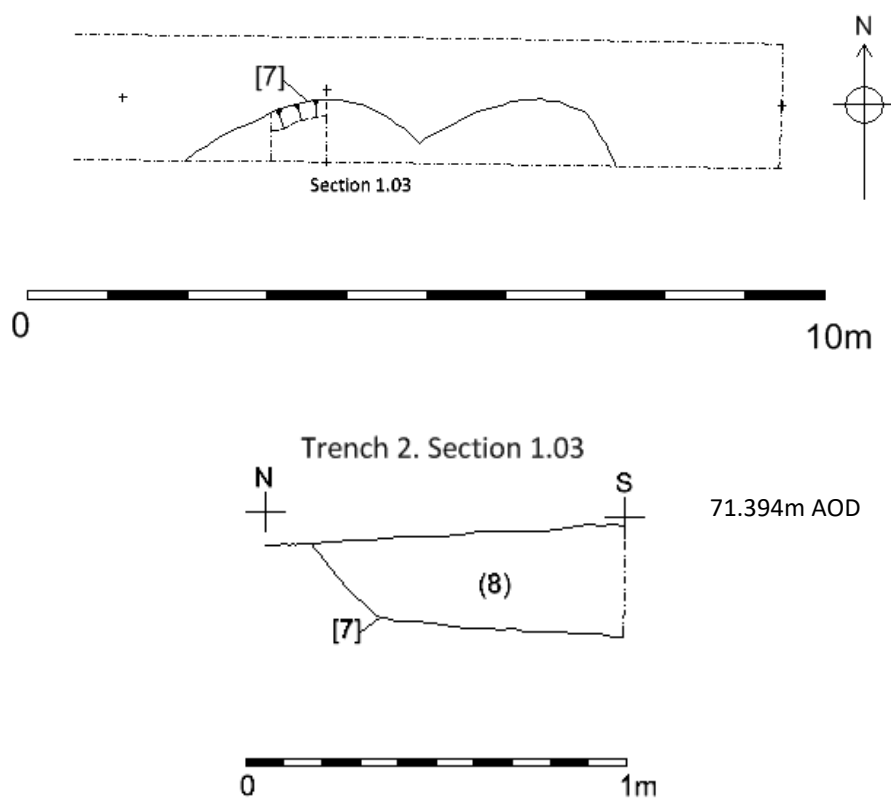 N
[7]
Section 1.03
0
10m
Trench 2. Section 1.03
N
S
71.394m AOD
(8)
[7]
0
1m